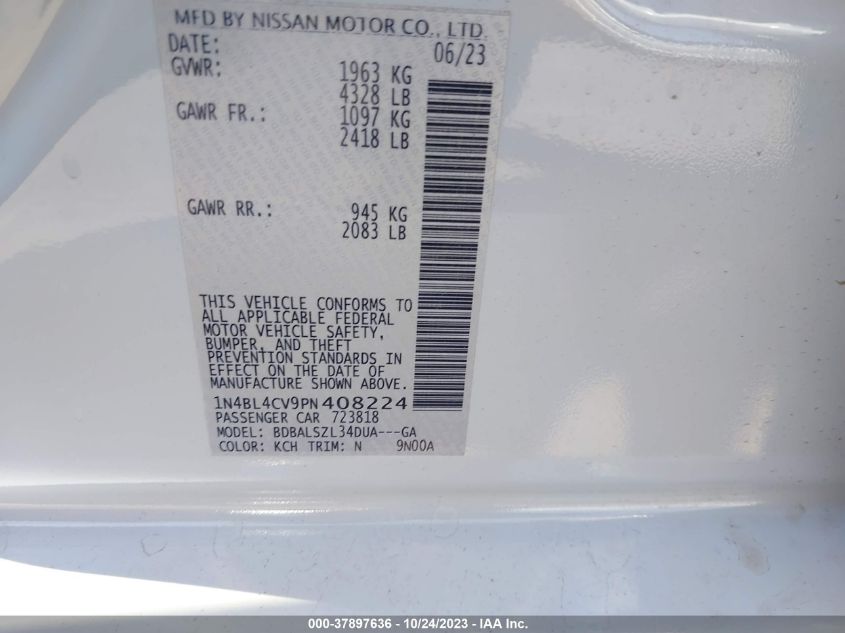 MFD BY NISSAN MOTOR CO., LTD.
DATE: 06/23
GVWR: 1963 KG
4328 LB
GAWR FR.: 1097 KG
2418 LB
GAWR RR.: 945 KG
2083 LB
THIS VEHICLE CONFORMS TO
ALL APPLICABLE FEDERAL
MOTOR VEHICLE SAFETY,
BUMPER, AND THEFT
PREVENTION STANDARDS IN
EFFECT ON THE DATE OF
MANUFACTURE SHOWN ABOVE.
1N4BL4CV9PN408224
PASSENGER CAR 723818
MODEL: BDBALSZL34DUA---GA
COLOR: KCH TRIM: N 9N00A
000-37897636 - 10/24/2023 - IAA Inc.